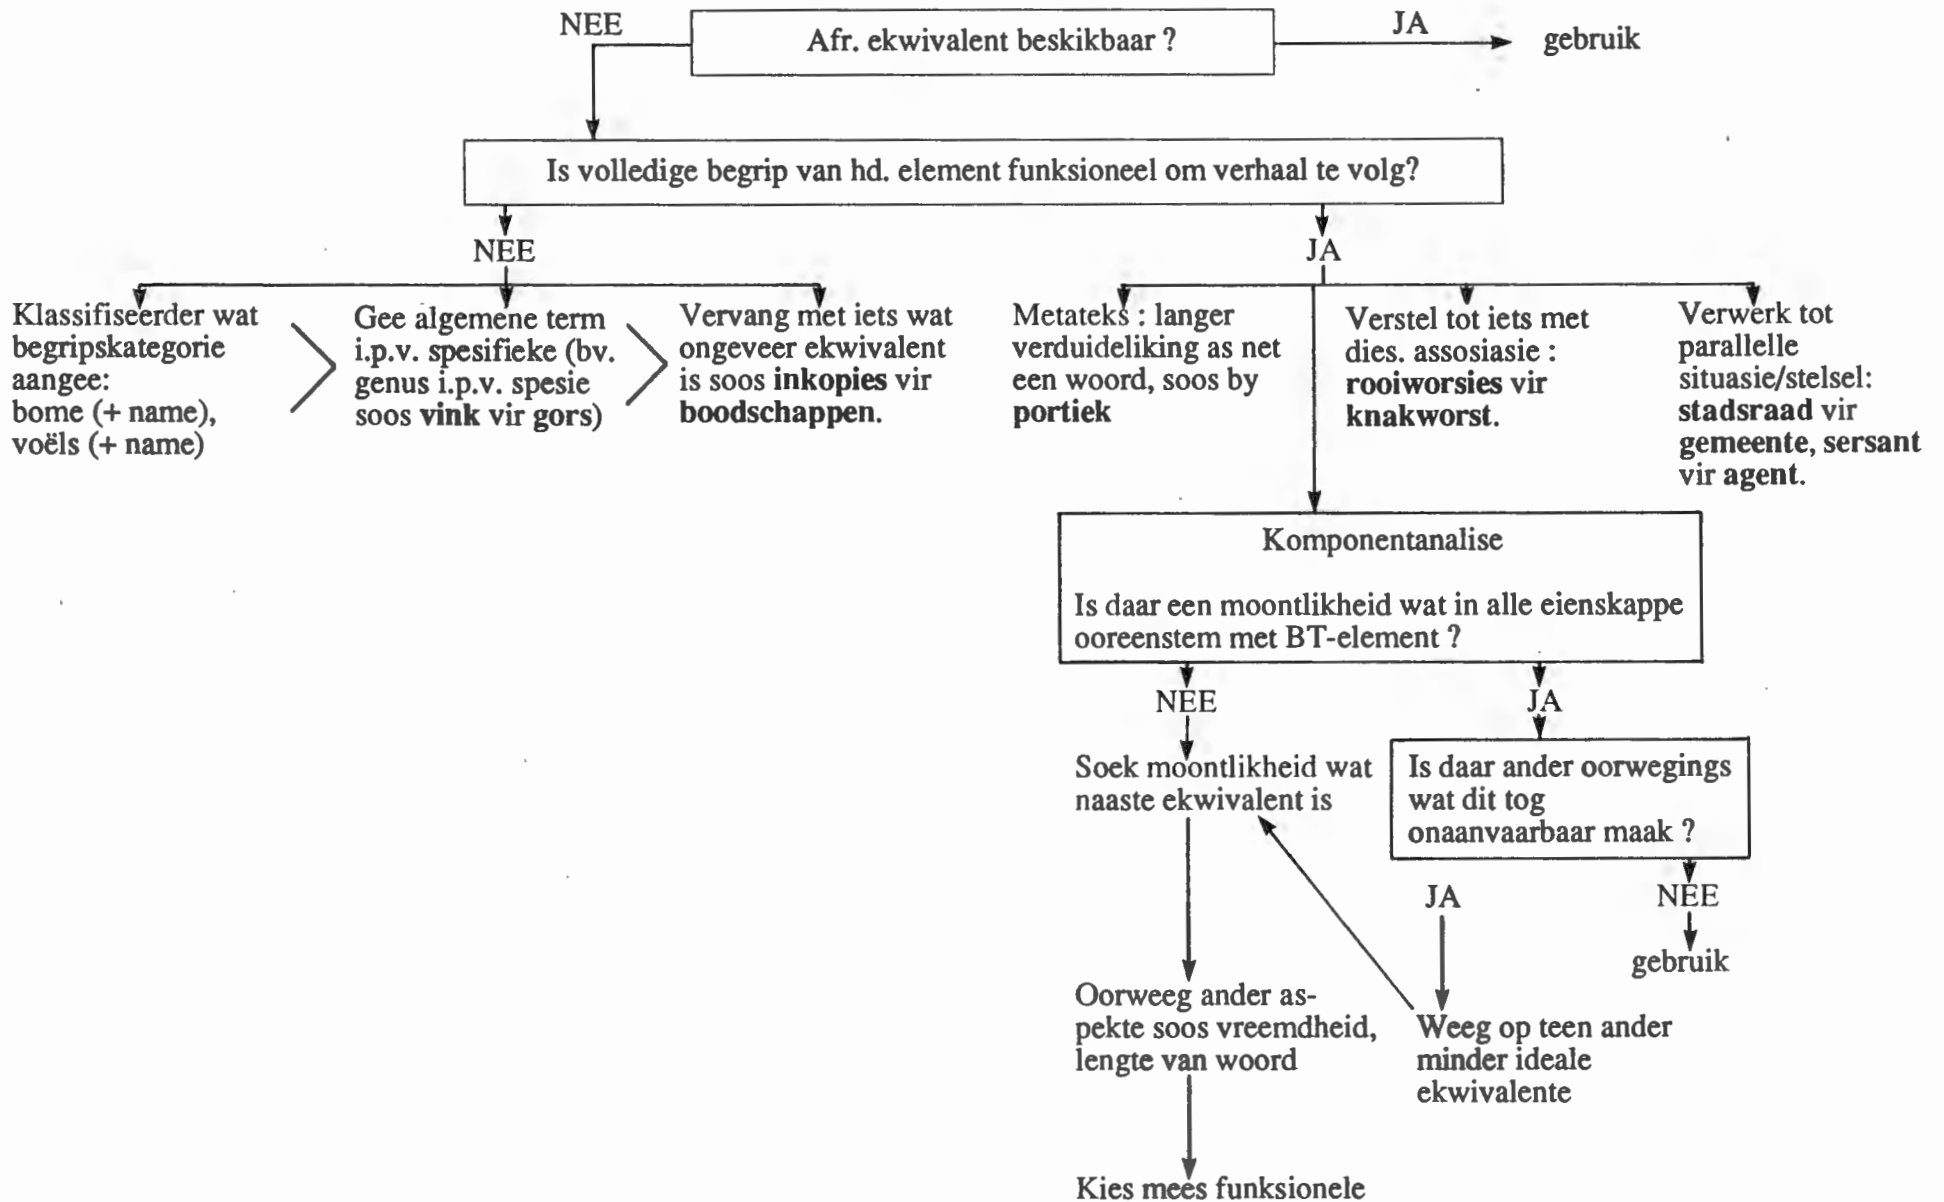 NEE
Afr. ekwivalent beskikbaar ?
JA
gebruik
Is volledige begrip van hd. element funksioneel om verhaal te volg?
NEE
JA
Klassifiseerder wat
begripskategorie
aangee:
bome (+ name),
voëls (+ name)
Gee algemene term
i.p.v. spesifieke (bv.
genus i.p.v. spesie
soos vink vir gors)
Vervang met iets wat
ongeveer ekwivalent
is soos inkopies vir
boodschappen.
Metateks : langer
verduideliking as net
een woord, soos by
portiek
Verstel tot iets met
dies. assosiasie :
rooiworsies vir
knakworst.
Verwerk tot
parallelle
situasie/stelsel:
stadsraad vir
gemeente, sersant
vir agent.
Komponentanalise
Is daar een moontlikheid wat in alle eienskappe
ooreenstem met BT-element ?
NEE
JA
Soek moontlikheid wat
naaste ekwivalent is
Is daar ander oorwegings
wat dit tog
onaanvaarbaar maak ?
JA
NEE
gebruik
Oorweeg ander as-
pekte soos vreemdheid,
lengte van woord
Weeg op teen ander
minder ideale
ekwivalente
Kies mees funksionele